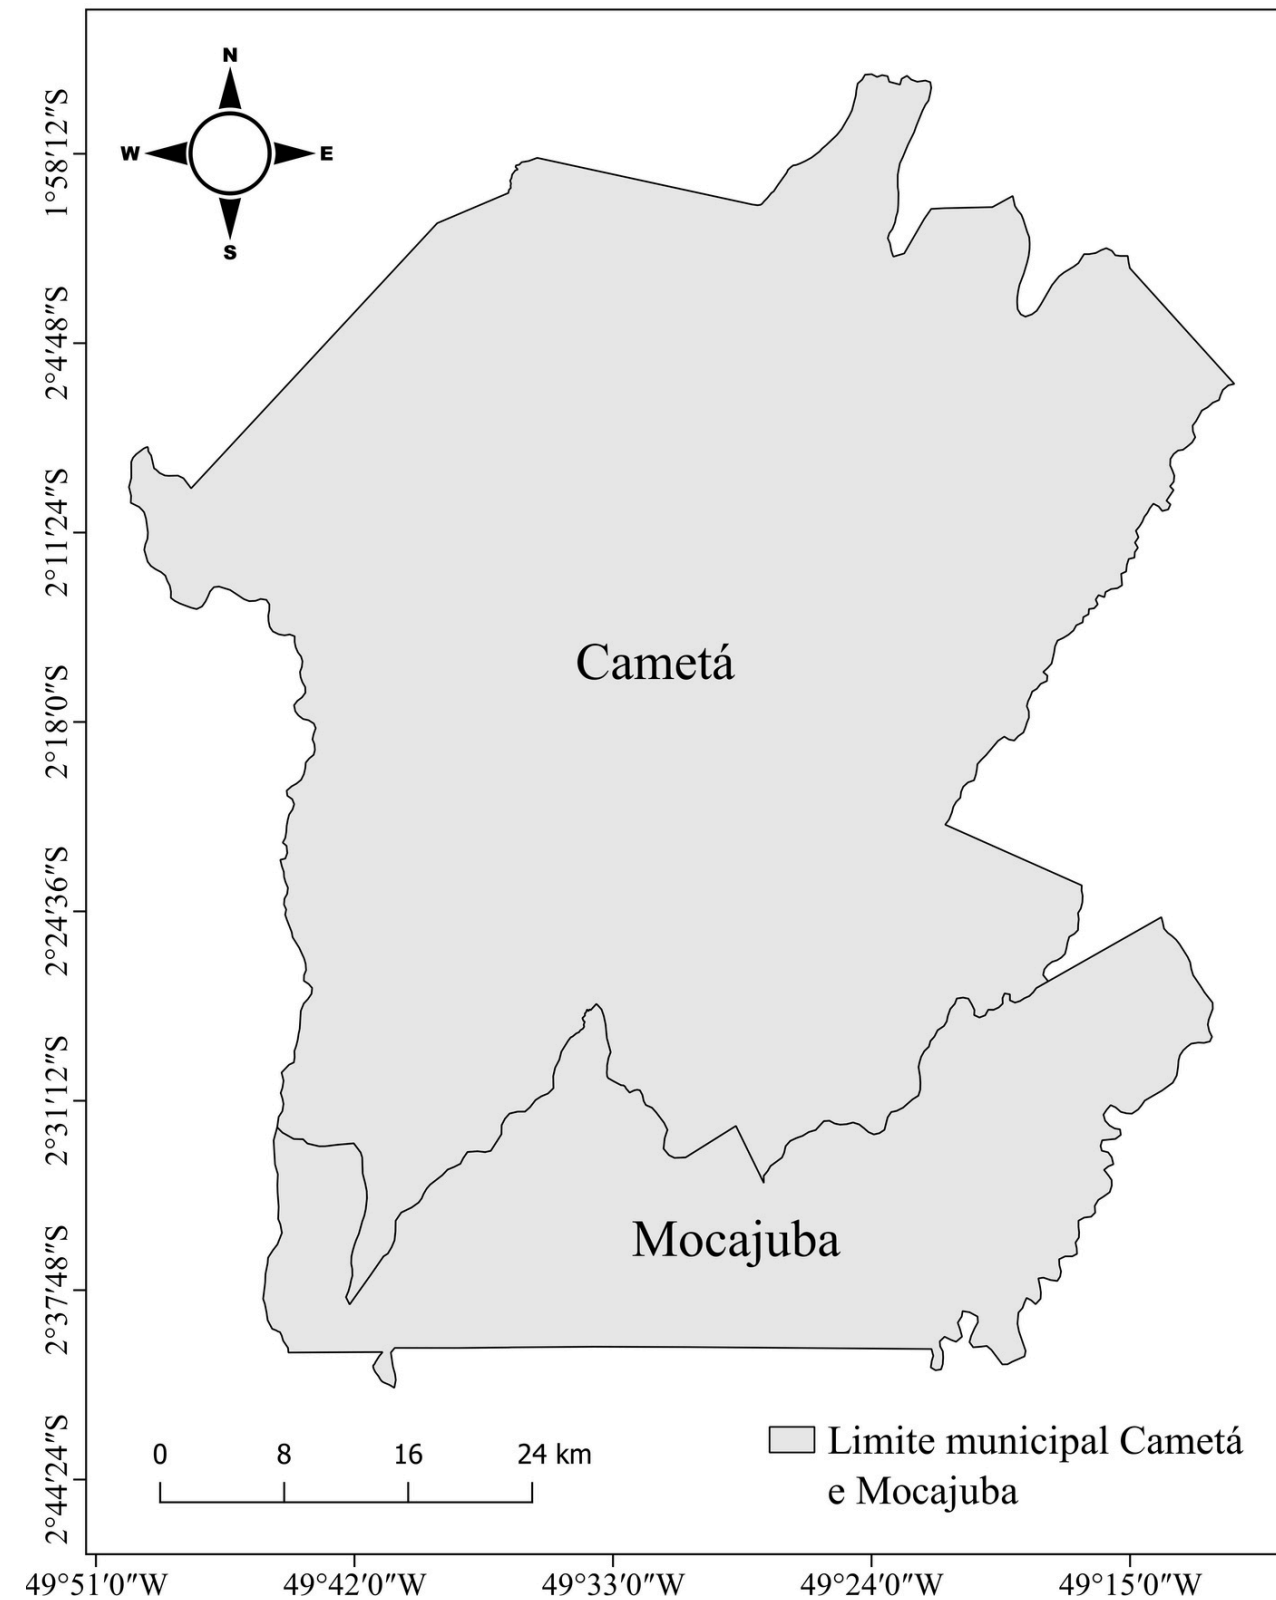 N
W E
S
1°58'12"S
2°4'48"S
2°11'24"S
2°18'0"S
2°24'36"S
2°31'12"S
2°37'48"S
2°44'24"S
Cametá
Mocajuba
0 8 16 24 km
Limite municipal Cametá
e Mocajuba
49°51'0"W 49°42'0"W 49°33'0"W 49°24'0"W 49°15'0"W